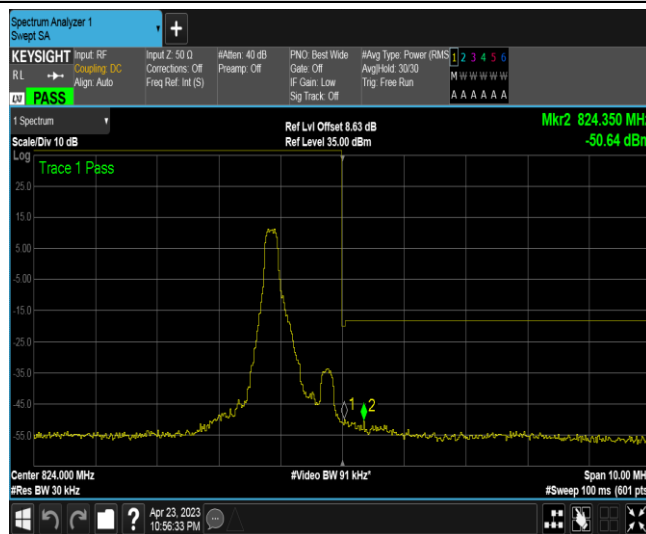 Spectrum Analyzer 1
Swept SA
KEYSIGHT
RL
LXI PASS
Input: RF
Coupling: DC
Align: Auto
Input Z: 50 Ω
Corrections: Off
Freq Ref: Int (S)
#Atten: 40 dB
Preamp: Off
PNO: Best Wide
Gate: Off
IF Gain: Low
Sig Track: Off
#Avg Type: Power (RMS
Avg|Hold: 30/30
Trig: Free Run
1 2 3 4 5 6
M W W W W W
A A A A A A
1 Spectrum
Scale/Div 10 dB
Ref Lvl Offset 8.63 dB
Ref Level 35.00 dBm
Mkr2 824.350 MHz
-50.64 dBm
Log
Trace 1 Pass
25.0
15.0
5.00
-5.00
-15.0
-25.0
-35.0
-45.0
-55.0
1
2
Center 824.000 MHz
#Res BW 30 kHz
#Video BW 91 kHz*
Span 10.00 MH
#Sweep 100 ms (601 pts
?
Apr 23, 2023
10:56:33 PM